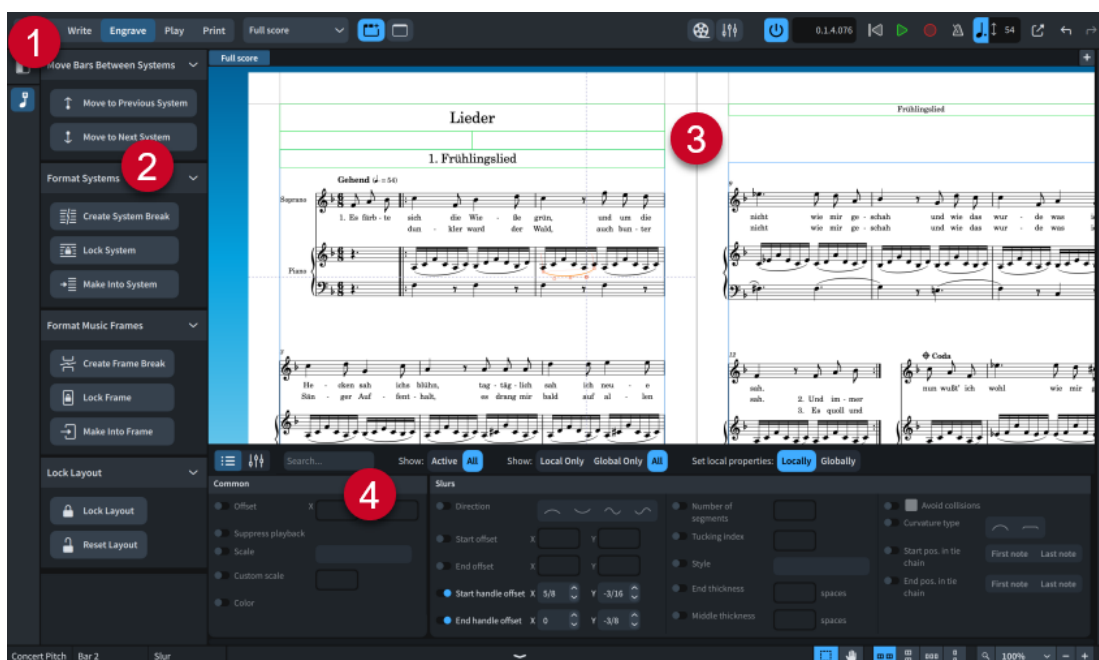 1
Write Engrave Play Print Full score 0.1.4.076 54
Move Bars Between Systems
Full score
Move to Previous System
Move to Next System
2
Format Systems
Create System Break
Lock System
Make Into System
Format Music Frames
Create Frame Break
Lock Frame
Make Into Frame
Lock Layout
Lock Layout
Reset Layout
Lieder
1. Frühlingslied
Gehend (♩. = 54)
Soprano
1. Es färb - te sich die Wie - ße grün, und um die
dun - kler ward der Wald, auch bun - ter
Piano
7
He - cken sah ichs blühn, tag - täg - lich sah ich neu - e
Sän - ger Auf - fent - halt, es drang mir bald auf al - len
3
Frühlingslied
9
nicht wie mir ge - schah und wie das wur - de was
nicht wie mir ge - schah und wie das wur - de was
12
Coda
sah. nun wußt' ich wohl wie mir
sah. 2. Und im - mer
3. Es quoll und
Search... Show: Active All Show: Local Only Global Only All Set local properties: Locally Globally
4
Common
Offset X
Suppress playback
Scale
Custom scale
Color
Slurs
Direction
Start offset X Y
End offset X Y
Start handle offset X 5/8 Y -3/16
End handle offset X 0 Y -3/8
Number of
segments
Tucking index
Style
End thickness spaces
Middle thickness spaces
Avoid collisions
Curvature type
Start pos. in tie
chain First note Last note
End pos. in tie
chain First note Last note
Concert Pitch Bar 2 Slur 100%